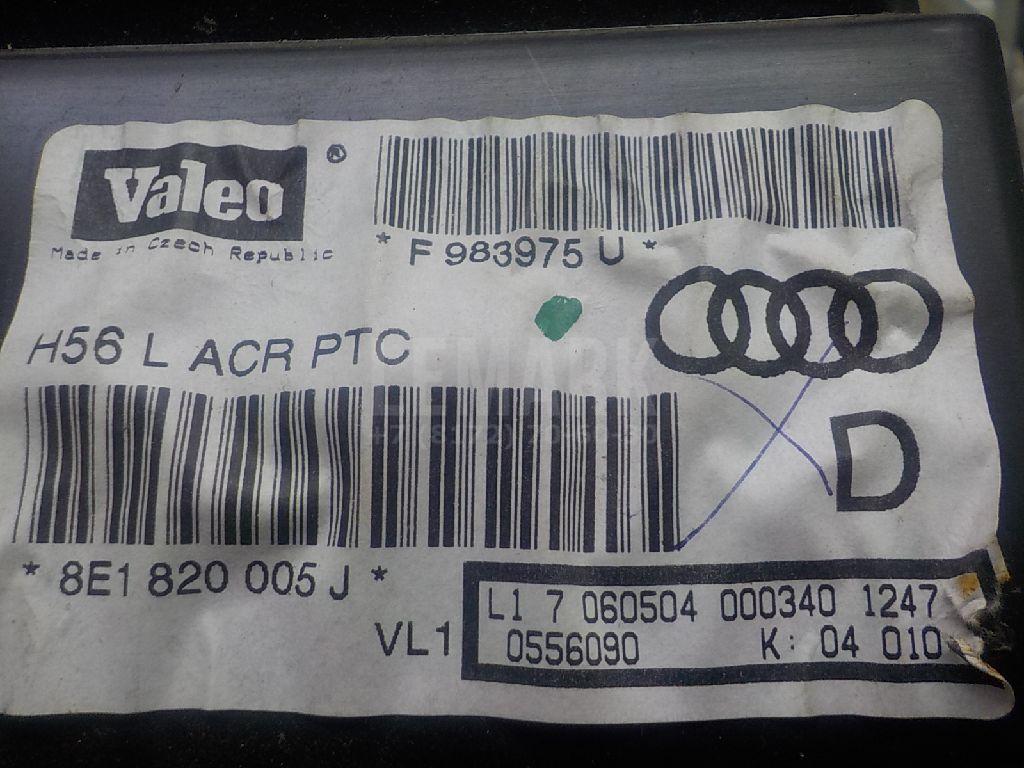 Valeo ®
Made in Czech Republic
* F 983975 U *
H56 L ACR PTC
LEMARK
* 8E1 820 005 J *
D
VL1
L1 7 060504 000340 1247
0556090 K: 04 010